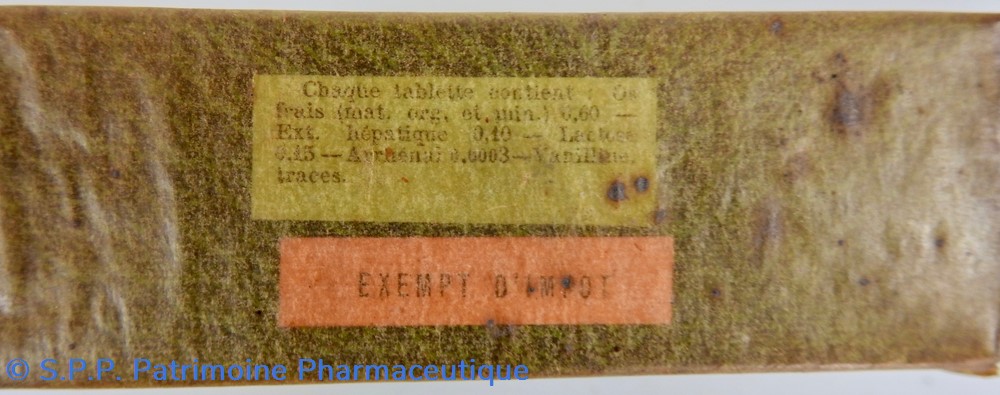 Chaque tablette contient : Os
frais (mat. org. et min.) 0,60 —
Ext. hépatique 0.10 — Lactose
0.15 — Arrhénal 0.0003 — Vanilline,
traces.
EXEMPT D'IMPOT
© S.P.P. Patrimoine Pharmaceutique